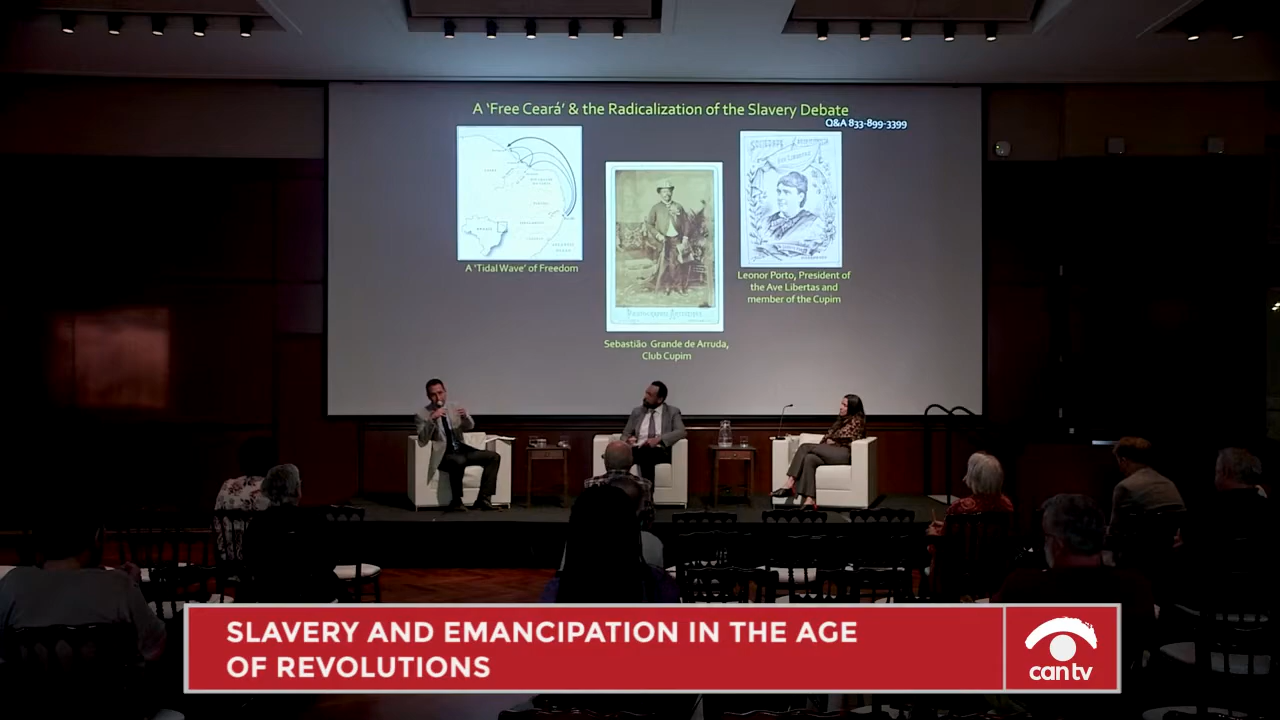 A 'Free Ceará' & the Radicalization of the Slavery Debate
Q&A 833-899-3399
A 'Tidal Wave' of Freedom
Sebastião Grande de Arruda,
Club Cupim
Leonor Porto, President of
the Ave Libertas and
member of the Cupim
SLAVERY AND EMANCIPATION IN THE AGE
OF REVOLUTIONS
can tv